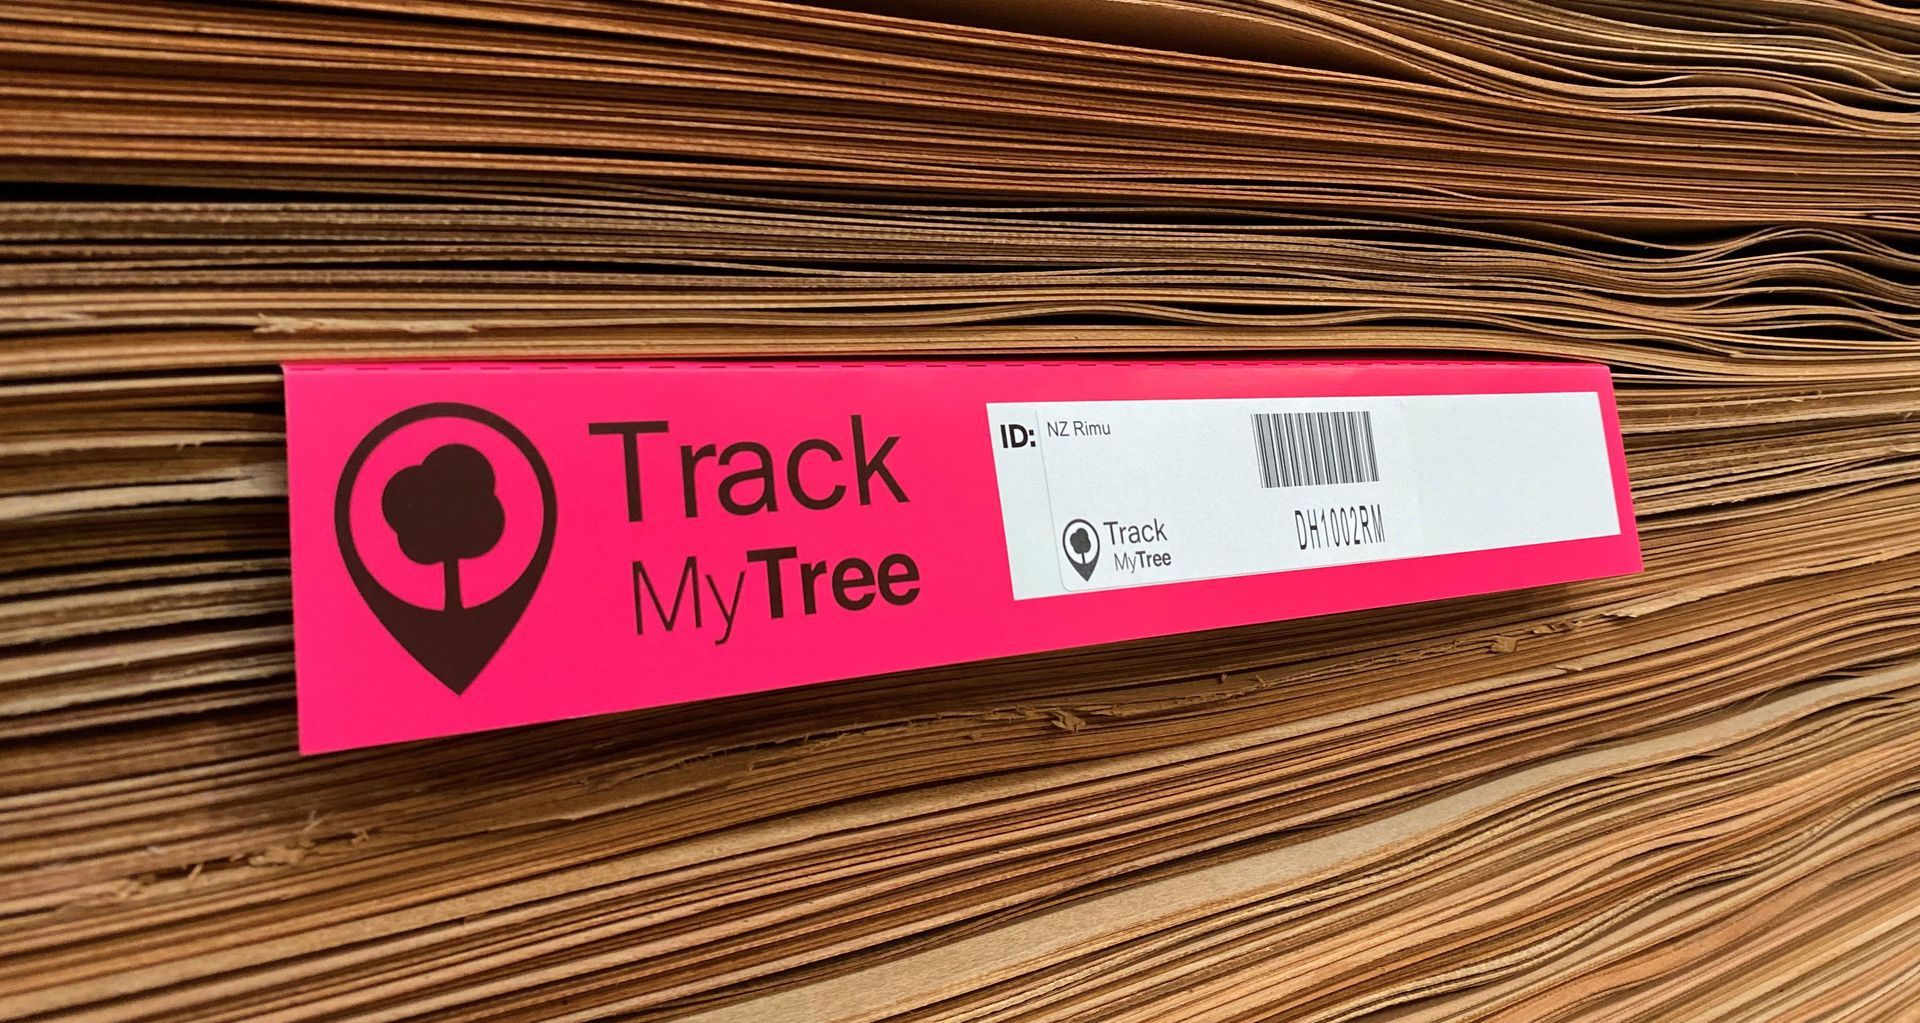 Track
MyTree
ID: NZ Rimu
Track
MyTree
DH1002RM